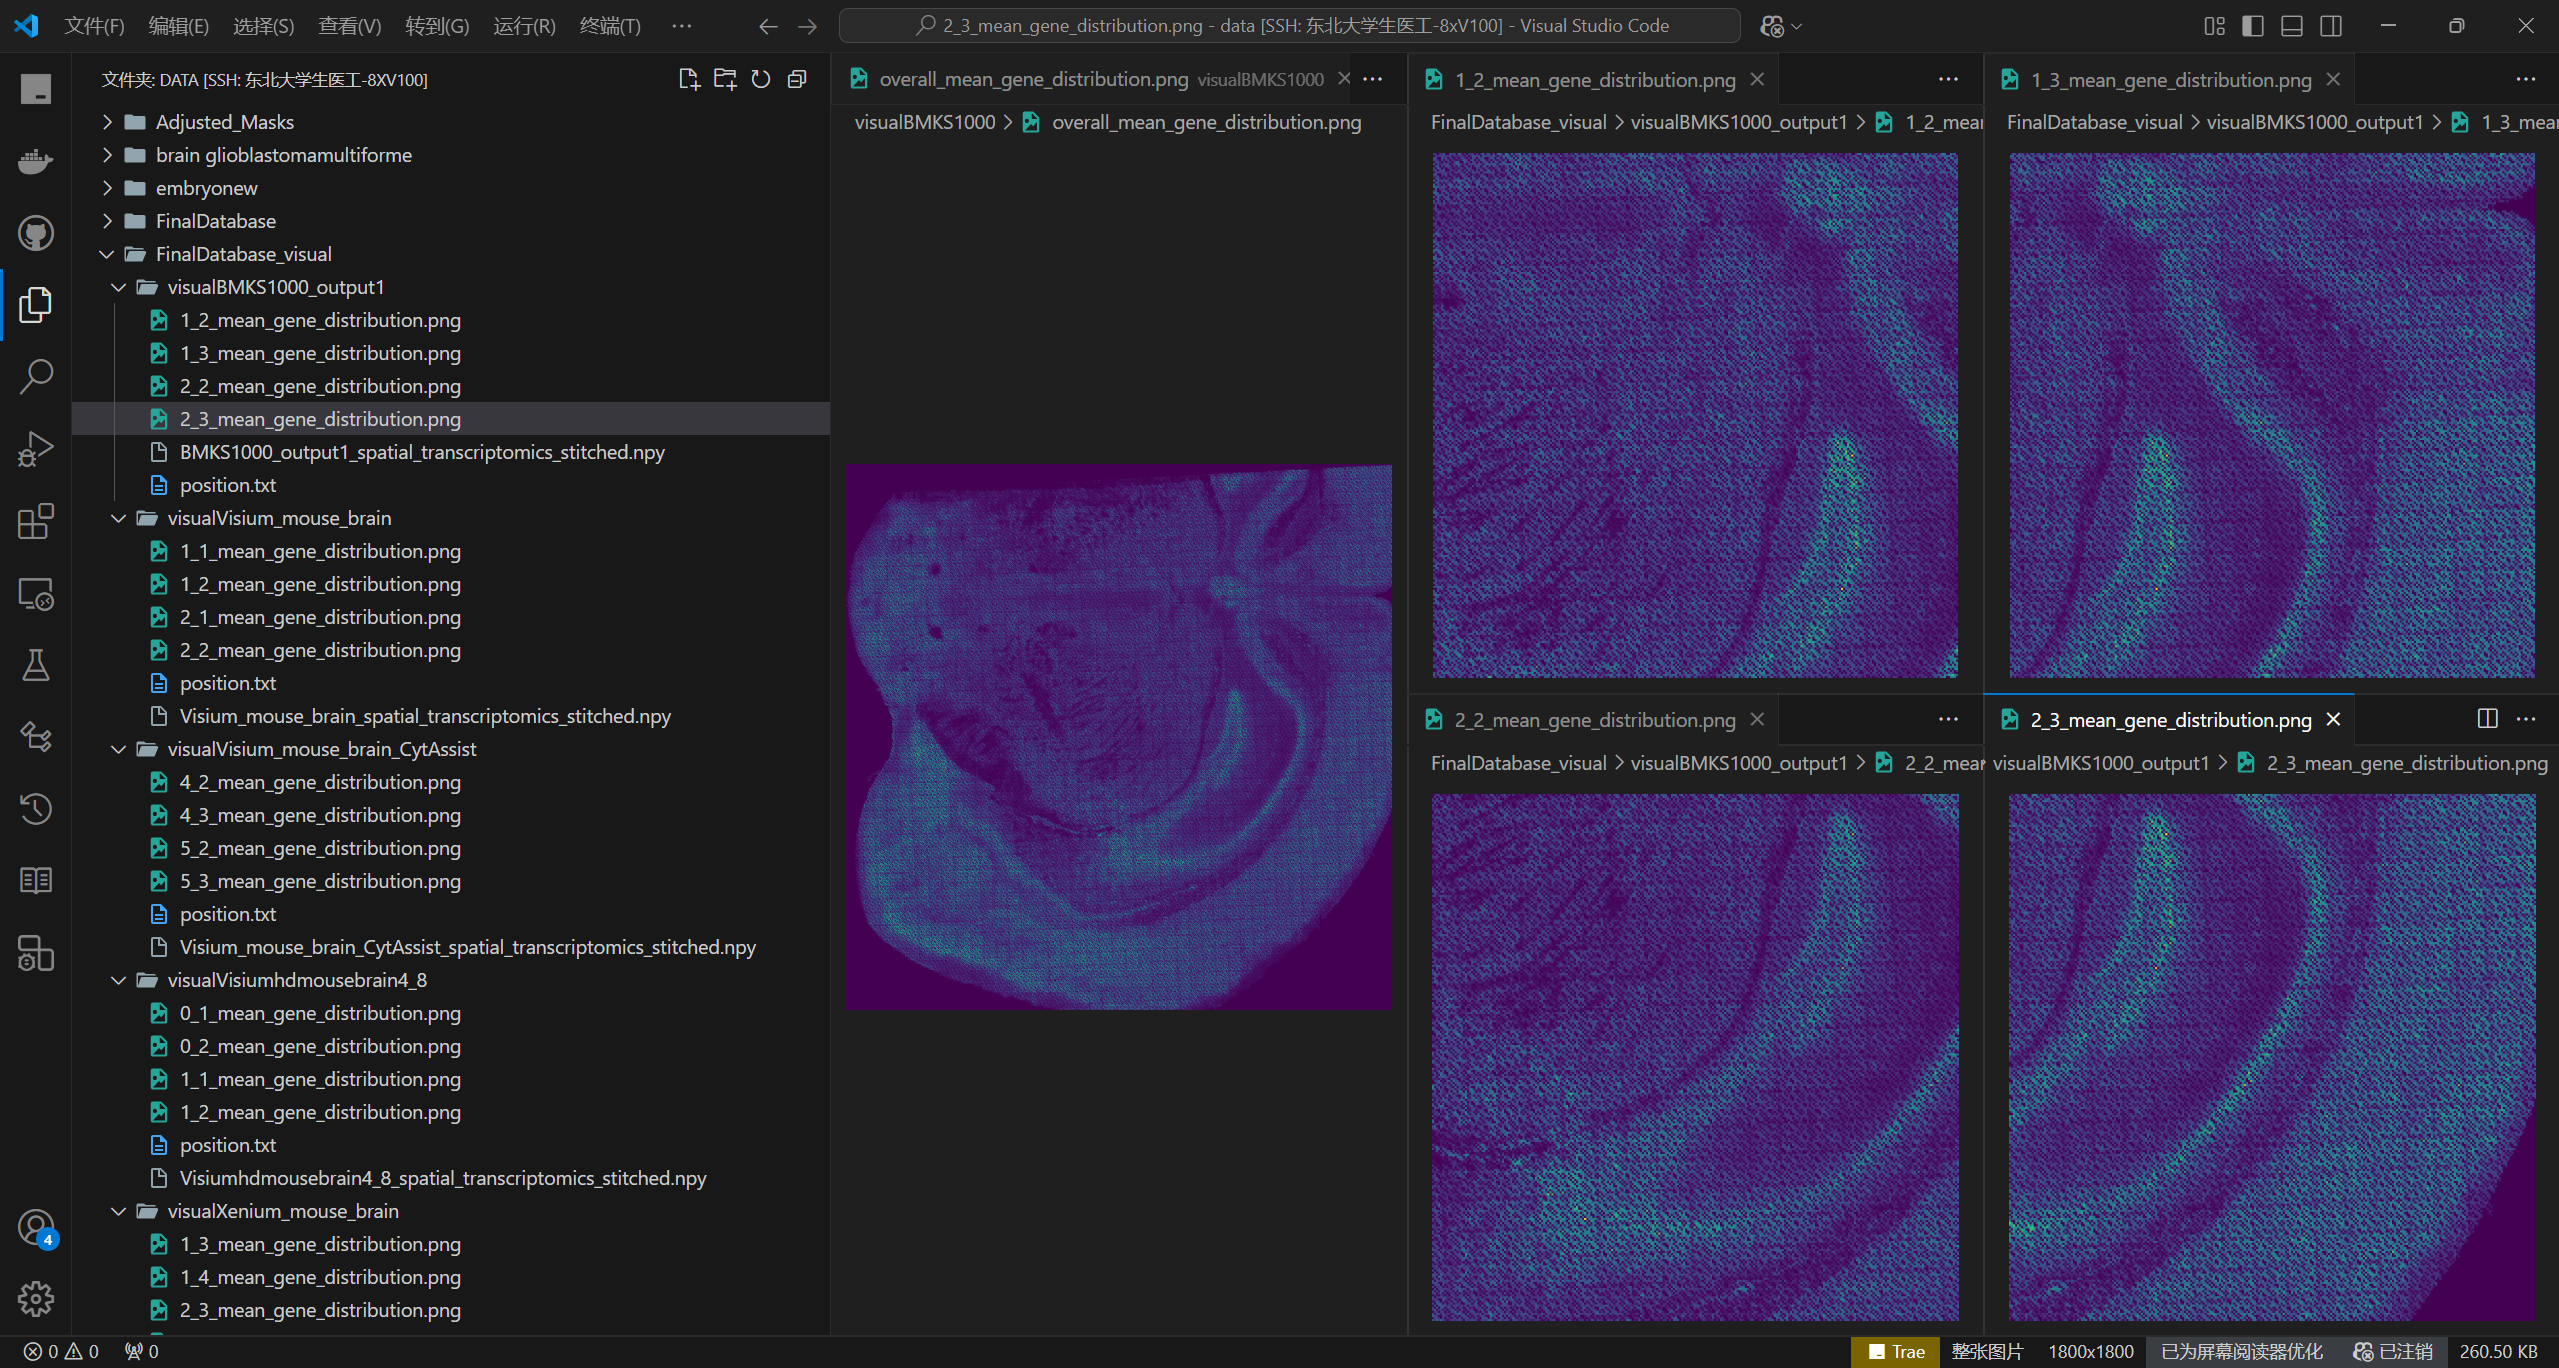 文件(F) 编辑(E) 选择(S) 查看(V) 转到(G) 运行(R) 终端(T) ···
2_3_mean_gene_distribution.png - data [SSH: 东北大学生医工-8xV100] - Visual Studio Code
文件夹: DATA [SSH: 东北大学生医工-8XV100]
Adjusted_Masks
brain glioblastomamultiforme
embryonew
FinalDatabase
FinalDatabase_visual
visualBMKS1000_output1
1_2_mean_gene_distribution.png
1_3_mean_gene_distribution.png
2_2_mean_gene_distribution.png
2_3_mean_gene_distribution.png
BMKS1000_output1_spatial_transcriptomics_stitched.npy
position.txt
visualVisium_mouse_brain
1_1_mean_gene_distribution.png
1_2_mean_gene_distribution.png
2_1_mean_gene_distribution.png
2_2_mean_gene_distribution.png
position.txt
Visium_mouse_brain_spatial_transcriptomics_stitched.npy
visualVisium_mouse_brain_CytAssist
4_2_mean_gene_distribution.png
4_3_mean_gene_distribution.png
5_2_mean_gene_distribution.png
5_3_mean_gene_distribution.png
position.txt
Visium_mouse_brain_CytAssist_spatial_transcriptomics_stitched.npy
visualVisiumhdmousebrain4_8
0_1_mean_gene_distribution.png
0_2_mean_gene_distribution.png
1_1_mean_gene_distribution.png
1_2_mean_gene_distribution.png
position.txt
Visiumhdmousebrain4_8_spatial_transcriptomics_stitched.npy
visualXenium_mouse_brain
1_3_mean_gene_distribution.png
1_4_mean_gene_distribution.png
2_3_mean_gene_distribution.png
4
overall_mean_gene_distribution.png visualBMKS1000
visualBMKS1000 > overall_mean_gene_distribution.png
1_2_mean_gene_distribution.png
FinalDatabase_visual > visualBMKS1000_output1 > 1_2_mear
1_3_mean_gene_distribution.png
FinalDatabase_visual > visualBMKS1000_output1 > 1_3_mear
2_2_mean_gene_distribution.png
FinalDatabase_visual > visualBMKS1000_output1 > 2_2_mear
2_3_mean_gene_distribution.png
visualBMKS1000_output1 > 2_3_mean_gene_distribution.png
0 0 0
Trae 整张图片 1800x1800 已为屏幕阅读器优化 已注销 260.50 KB